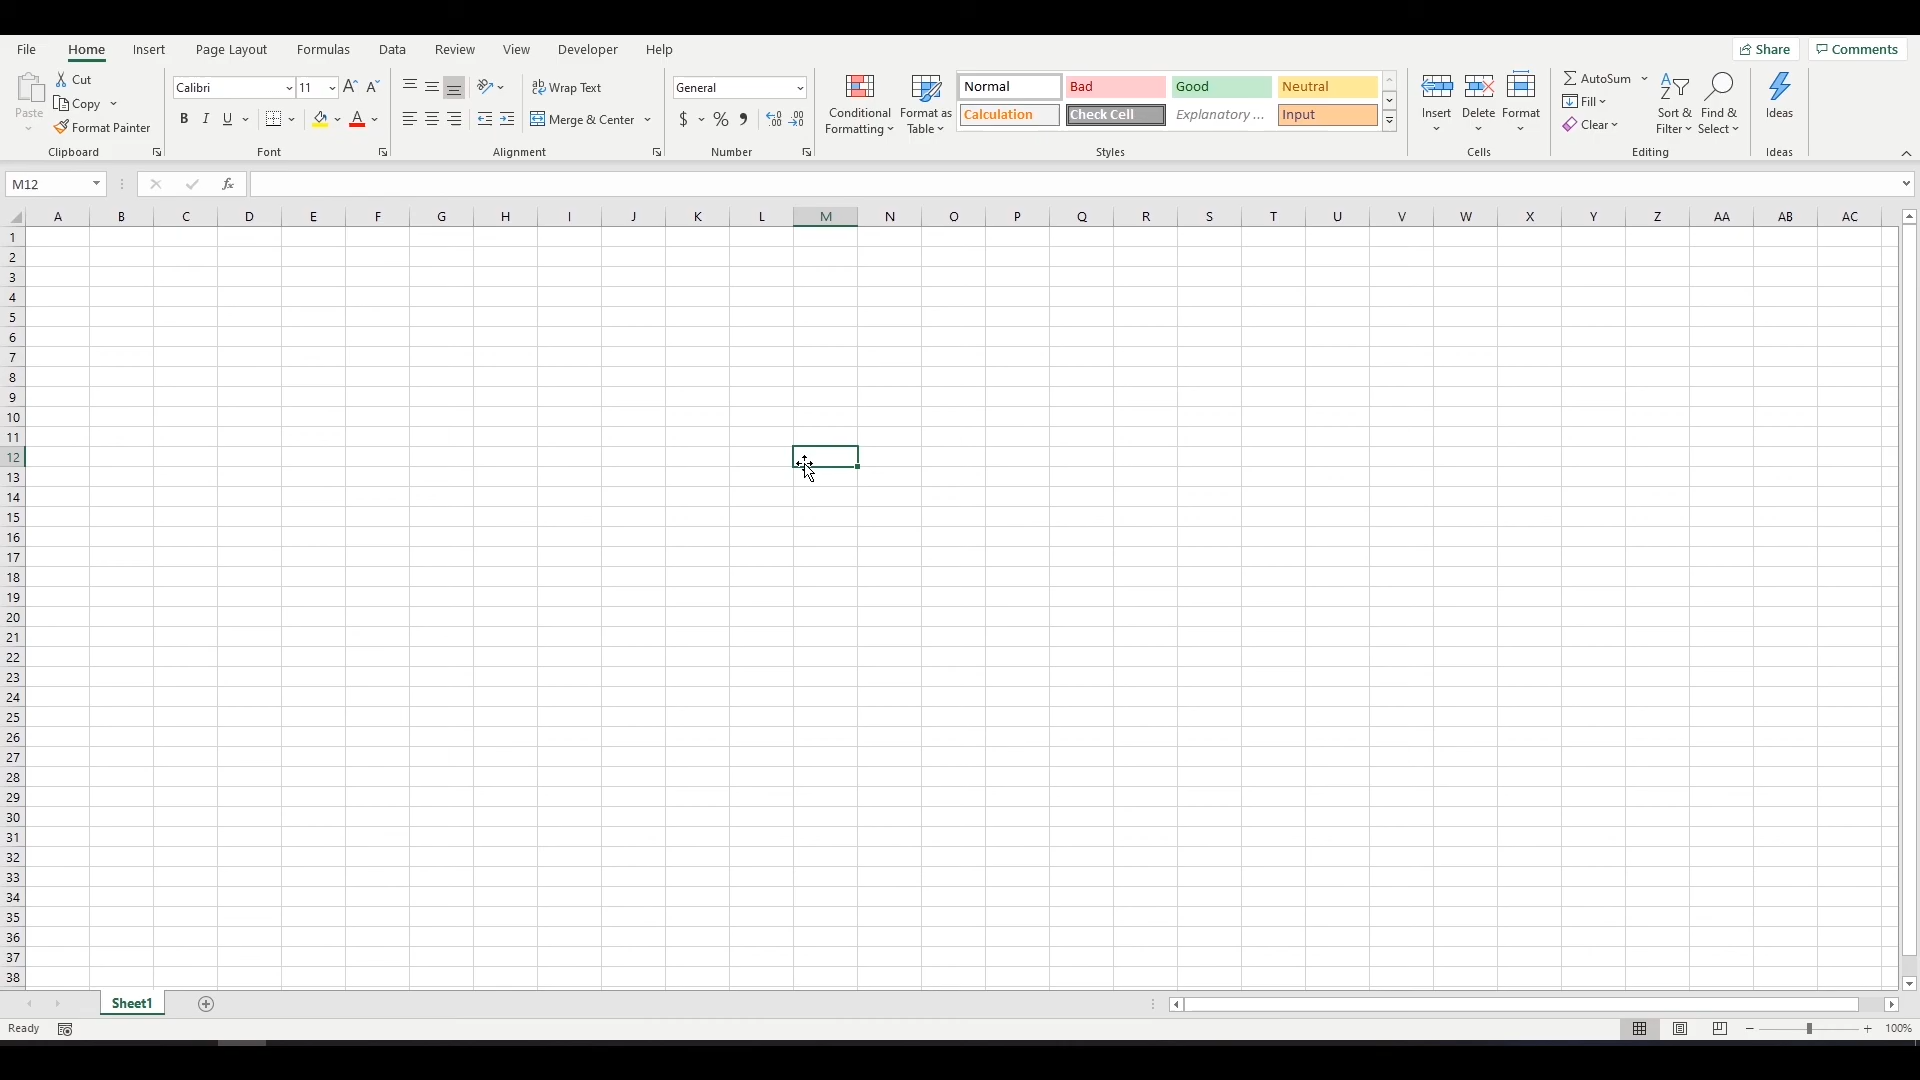 File Home Insert Page Layout Formulas Data Review View Developer Help Share Comments
Cut
Copy
Format Painter
Paste
Clipboard
Calibri 11
B I U
Font
Wrap Text
Merge & Center
Alignment
General
$ % ,
Number
Conditional
Formatting
Format as
Table
Normal Bad Good Neutral
Calculation Check Cell Explanatory ... Input
Styles
Insert Delete Format
Cells
AutoSum
Fill
Clear
Sort &
Filter
Find &
Select
Editing
Ideas
Ideas
M12 fx
A B C D E F G H I J K L M N O P Q R S T U V W X Y Z AA AB AC
1
2
3
4
5
6
7
8
9
10
11
12
13
14
15
16
17
18
19
20
21
22
23
24
25
26
27
28
29
30
31
32
33
34
35
36
37
38
Sheet1
Ready 100%